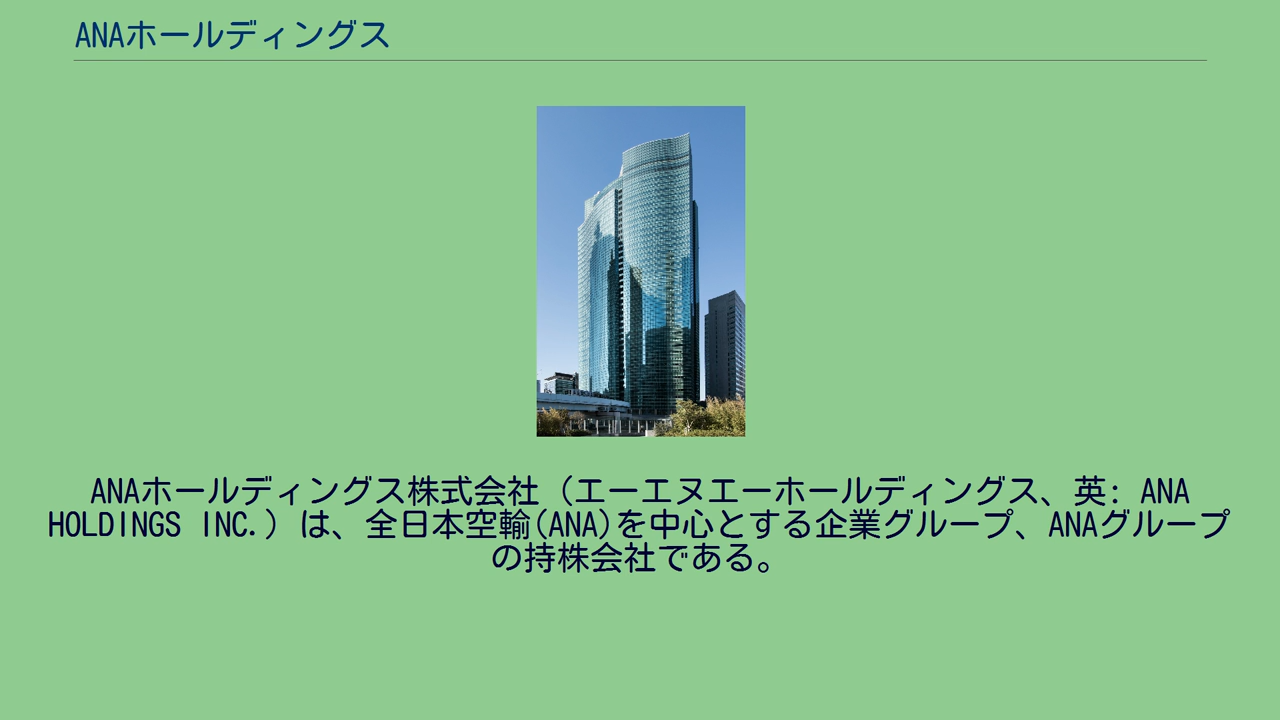 ANAホールディングス
ANAホールディングス株式会社（エーエヌエーホールディングス、英: ANA
HOLDINGS INC.）は、全日本空輸(ANA)を中心とする企業グループ、ANAグループ
の持株会社である。